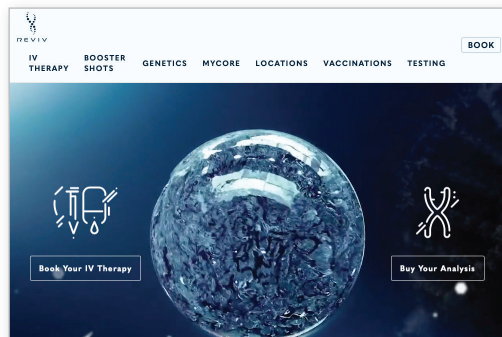 REVIV
BOOK
IV THERAPY
BOOSTER SHOTS
GENETICS
MYCORE
LOCATIONS
VACCINATIONS
TESTING
Book Your IV Therapy
Buy Your Analysis